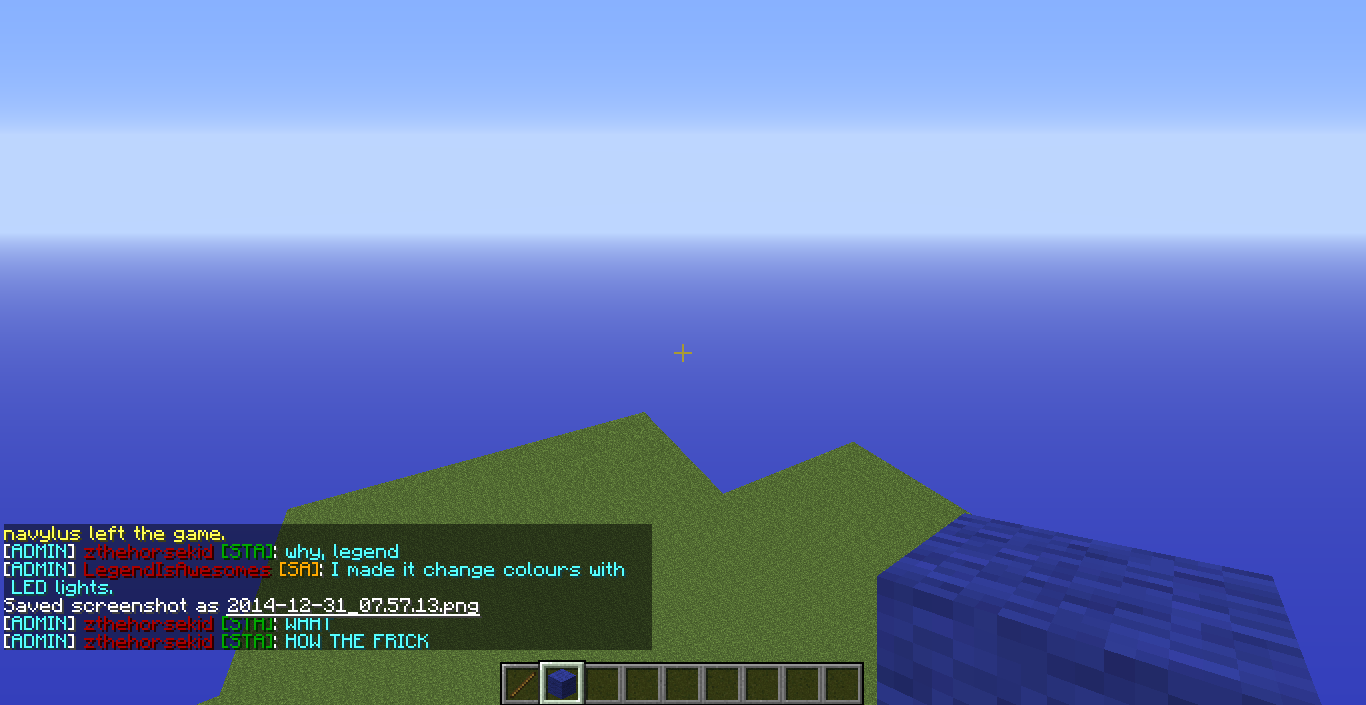 navylus left the game.
[ADMIN] zthehorsekid [STA]: why, legend
[ADMIN] LegendIsAwesomes [SA]: I made it change colours with
LED lights.
Saved screenshot as 2014-12-31_07.57.13.png
[ADMIN] zthehorsekid [STA]: WHAT
[ADMIN] zthehorsekid [STA]: HOW THE FRICK